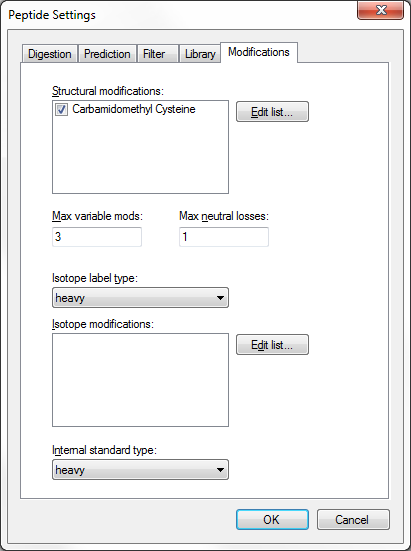 Peptide Settings
Digestion Prediction Filter Library Modifications
Structural modifications:
Carbamidomethyl Cysteine
Edit list...
Max variable mods: Max neutral losses:
3 1
Isotope label type:
heavy
Isotope modifications:
Edit list...
Internal standard type:
heavy
OK Cancel